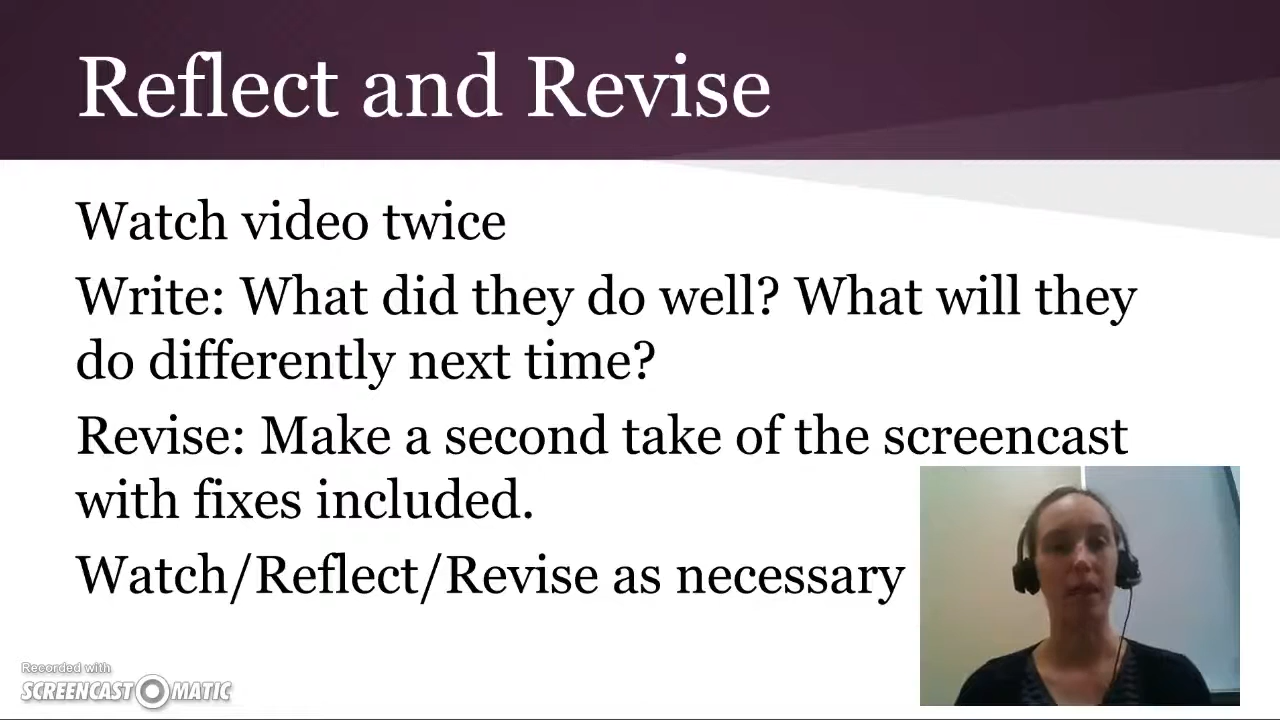 Reflect and Revise
Watch video twice
Write: What did they do well? What will they
do differently next time?
Revise: Make a second take of the screencast
with fixes included.
Watch/Reflect/Revise as necessary
Recorded with
SCREENCAST MATIC